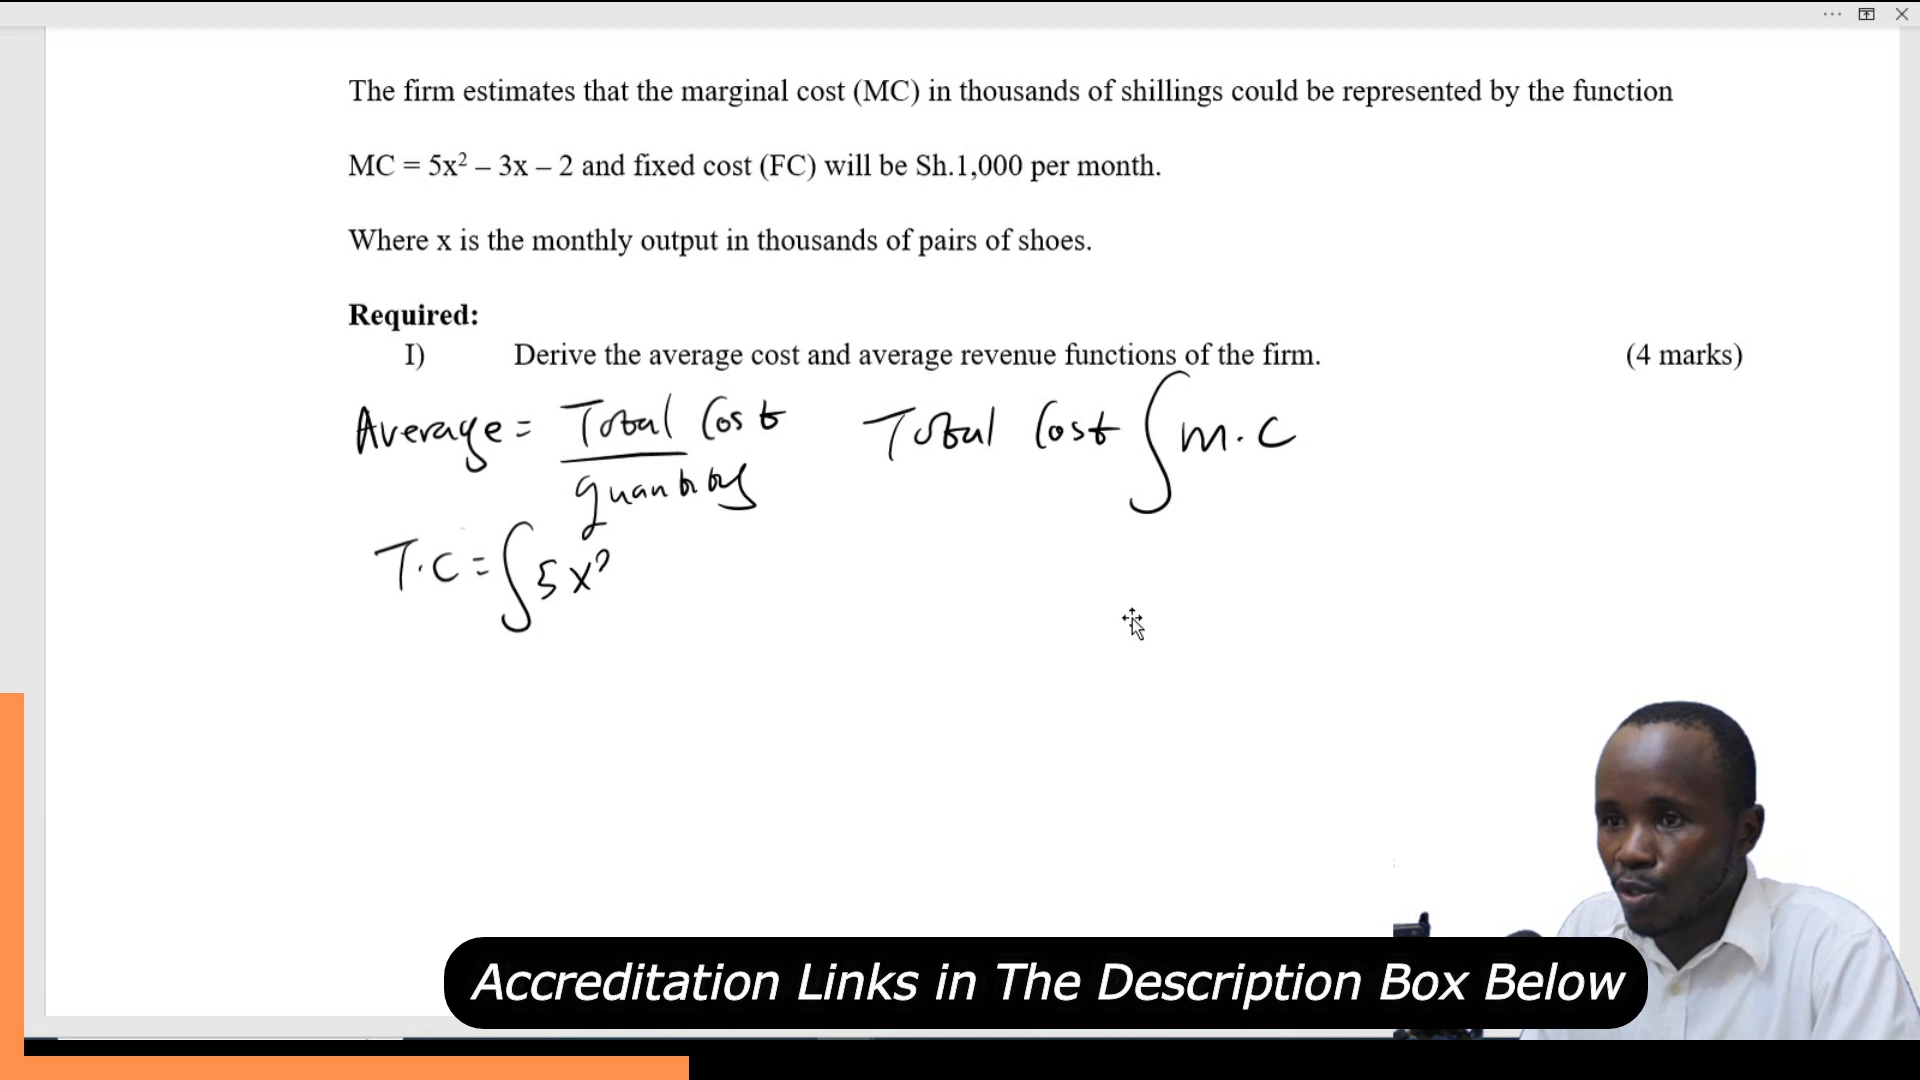 The firm estimates that the marginal cost (MC) in thousands of shillings could be represented by the function
MC = 5x² – 3x – 2 and fixed cost (FC) will be Sh.1,000 per month.
Where x is the monthly output in thousands of pairs of shoes.
Required:
I) Derive the average cost and average revenue functions of the firm. (4 marks)
Average = Total Cost / quantity Total Cost ∫ m.c
T.C = ∫ 5x²
Accreditation Links in The Description Box Below